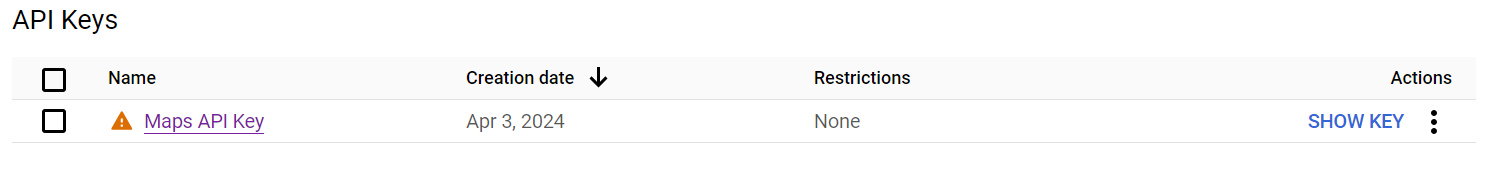 API Keys
Name Creation date Restrictions Actions
Maps API Key Apr 3, 2024 None SHOW KEY